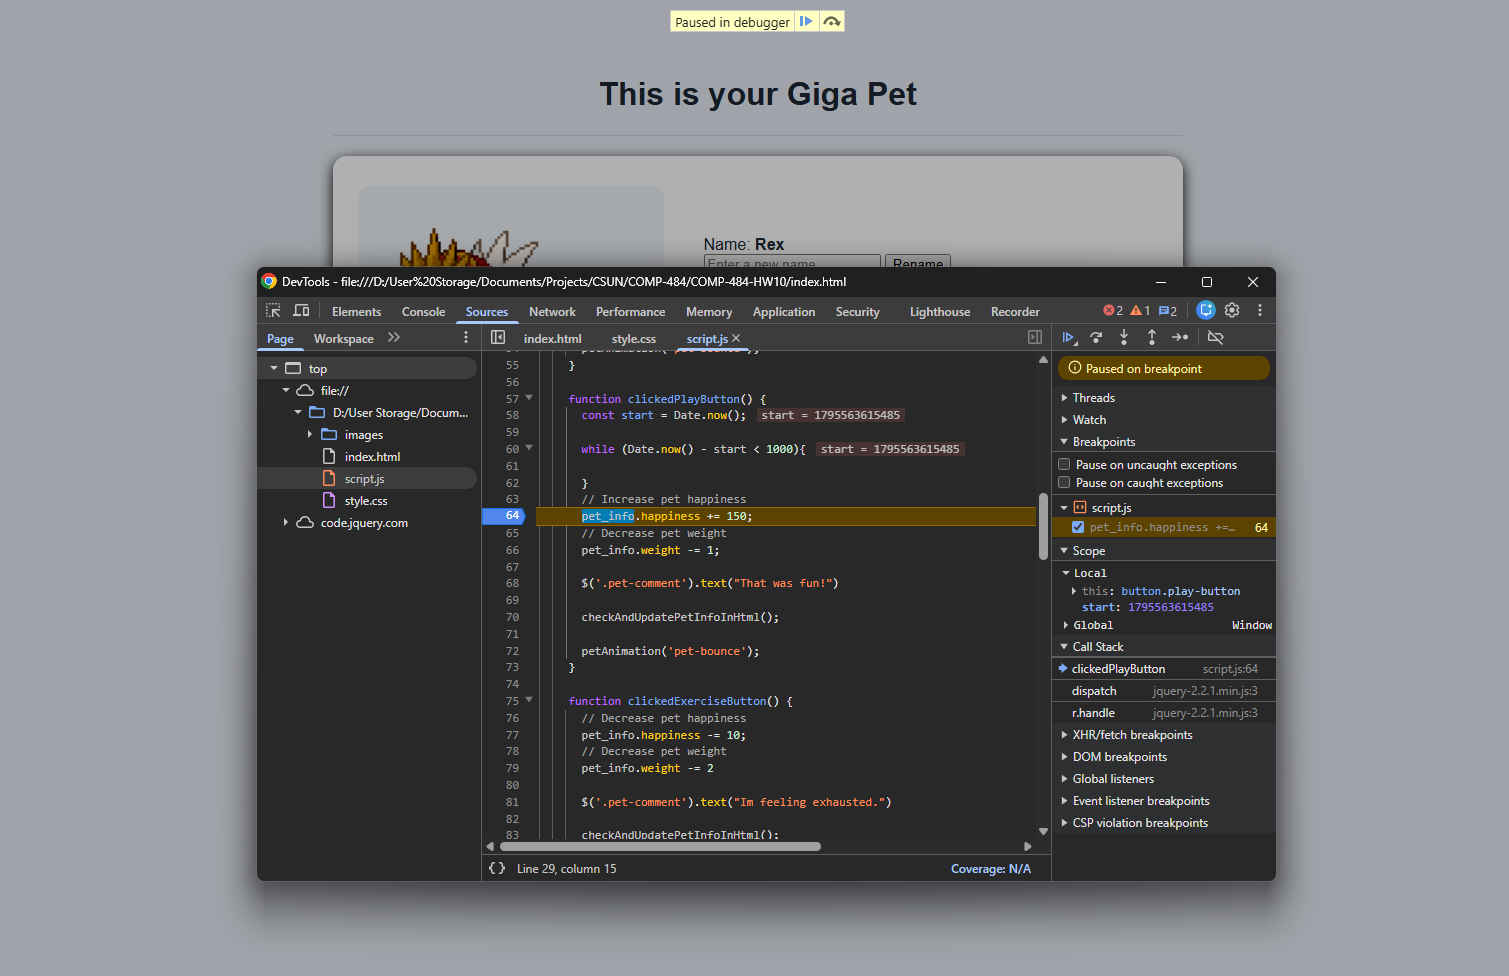 Paused in debugger
This is your Giga Pet
Name: Rex
Enter a new name
Rename
DevTools - file:///D:/User%20Storage/Documents/Projects/CSUN/COMP-484/COMP-484-HW10/index.html
Elements Console Sources Network Performance Memory Application Security Lighthouse Recorder 2 1 2
Page Workspace
index.html style.css script.js
top
file://
D:/User Storage/Docum...
images
index.html
script.js
style.css
code.jquery.com
55 }
56
57 function clickedPlayButton() {
58 const start = Date.now(); start = 1795563615485
59
60 while (Date.now() - start < 1000){ start = 1795563615485
61
62 }
63 // Increase pet happiness
64 pet_info.happiness += 150;
65 // Decrease pet weight
66 pet_info.weight -= 1;
67
68 $('.pet-comment').text("That was fun!")
69
70 checkAndUpdatePetInfoInHtml();
71
72 petAnimation('pet-bounce');
73 }
74
75 function clickedExerciseButton() {
76 // Decrease pet happiness
77 pet_info.happiness -= 10;
78 // Decrease pet weight
79 pet_info.weight -= 2
80
81 $('.pet-comment').text("Im feeling exhausted.")
82
83 checkAndUpdatePetInfoInHtml();
{} Line 29, column 15 Coverage: N/A
Paused on breakpoint
Threads
Watch
Breakpoints
Pause on uncaught exceptions
Pause on caught exceptions
script.js
pet_info.happiness +=… 64
Scope
Local
this: button.play-button
start: 1795563615485
Global Window
Call Stack
clickedPlayButton script.js:64
dispatch jquery-2.2.1.min.js:3
r.handle jquery-2.2.1.min.js:3
XHR/fetch breakpoints
DOM breakpoints
Global listeners
Event listener breakpoints
CSP violation breakpoints